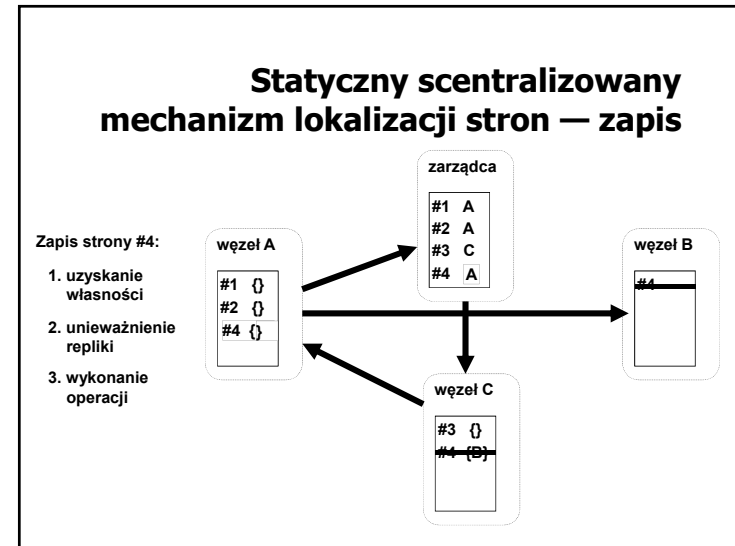 Statyczny scentralizowany
mechanizm lokalizacji stron — zapis
zarządca
#1 A
#2 A
#3 C
#4 A
Zapis strony #4:
1. uzyskanie
własności
2. unieważnienie
repliki
3. wykonanie
operacji
węzeł A
#1 {}
#2 {}
#4 {}
węzeł B
#4
węzeł C
#3 {}
#4 {B}